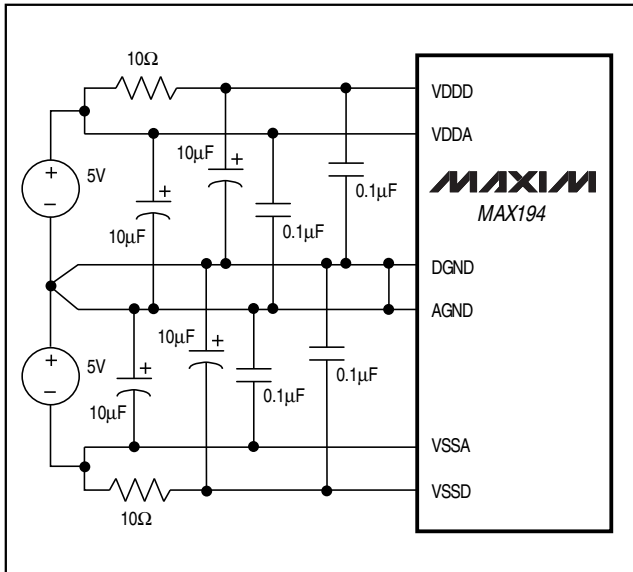 10Ω
VDDD
VDDA
10µF
+
+
+
5V
−
0.1µF
MAXIM
MAX194
10µF
0.1µF
DGND
AGND
+
5V
−
10µF
+
+
0.1µF
0.1µF
10µF
VSSA
VSSD
10Ω